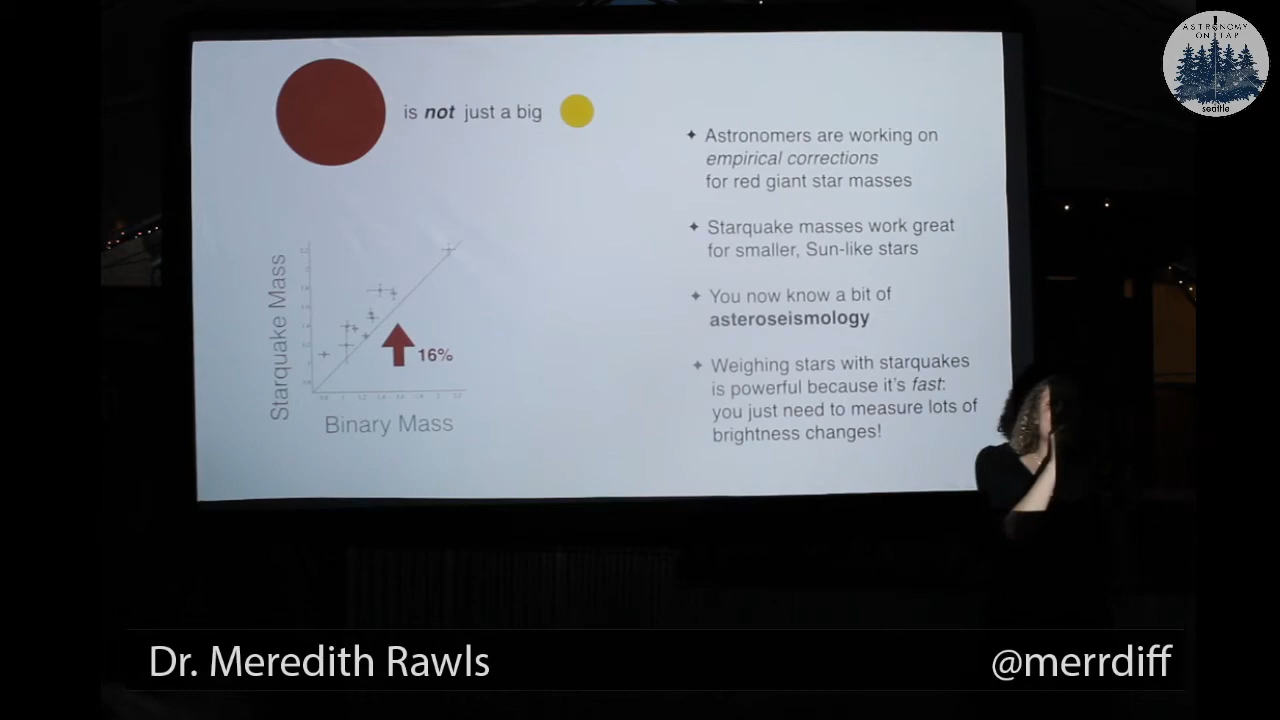 ASTRONOMY
ON TAP
seattle
is not just a big
✦ Astronomers are working on
empirical corrections
for red giant star masses
✦ Starquake masses work great
for smaller, Sun-like stars
✦ You now know a bit of
asteroseismology
✦ Weighing stars with starquakes
is powerful because it's fast:
you just need to measure lots of
brightness changes!
Starquake Mass
16%
Binary Mass
Dr. Meredith Rawls
@merrdiff